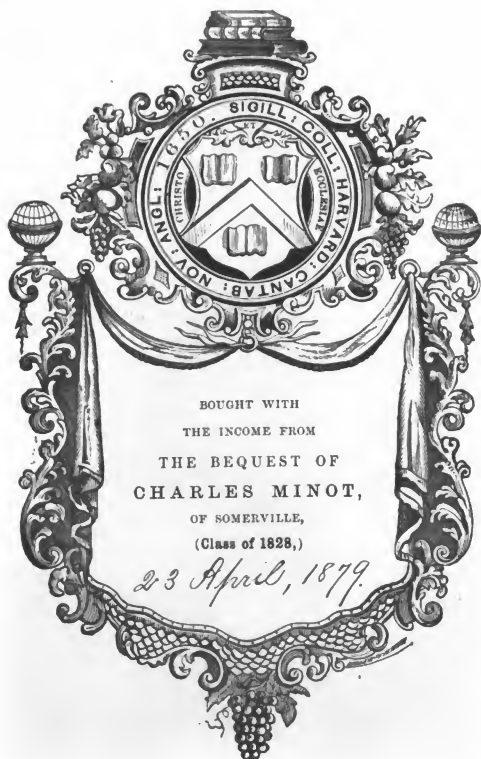 SIGILL: COLL: HARVARD: CANTAB: NOV: ANGL: 1650.
CHRISTO
ET
ECCLESIAE
BOUGHT WITH
THE INCOME FROM
THE BEQUEST OF
CHARLES MINOT,
OF SOMERVILLE,
(Class of 1828,)
23 April, 1879.